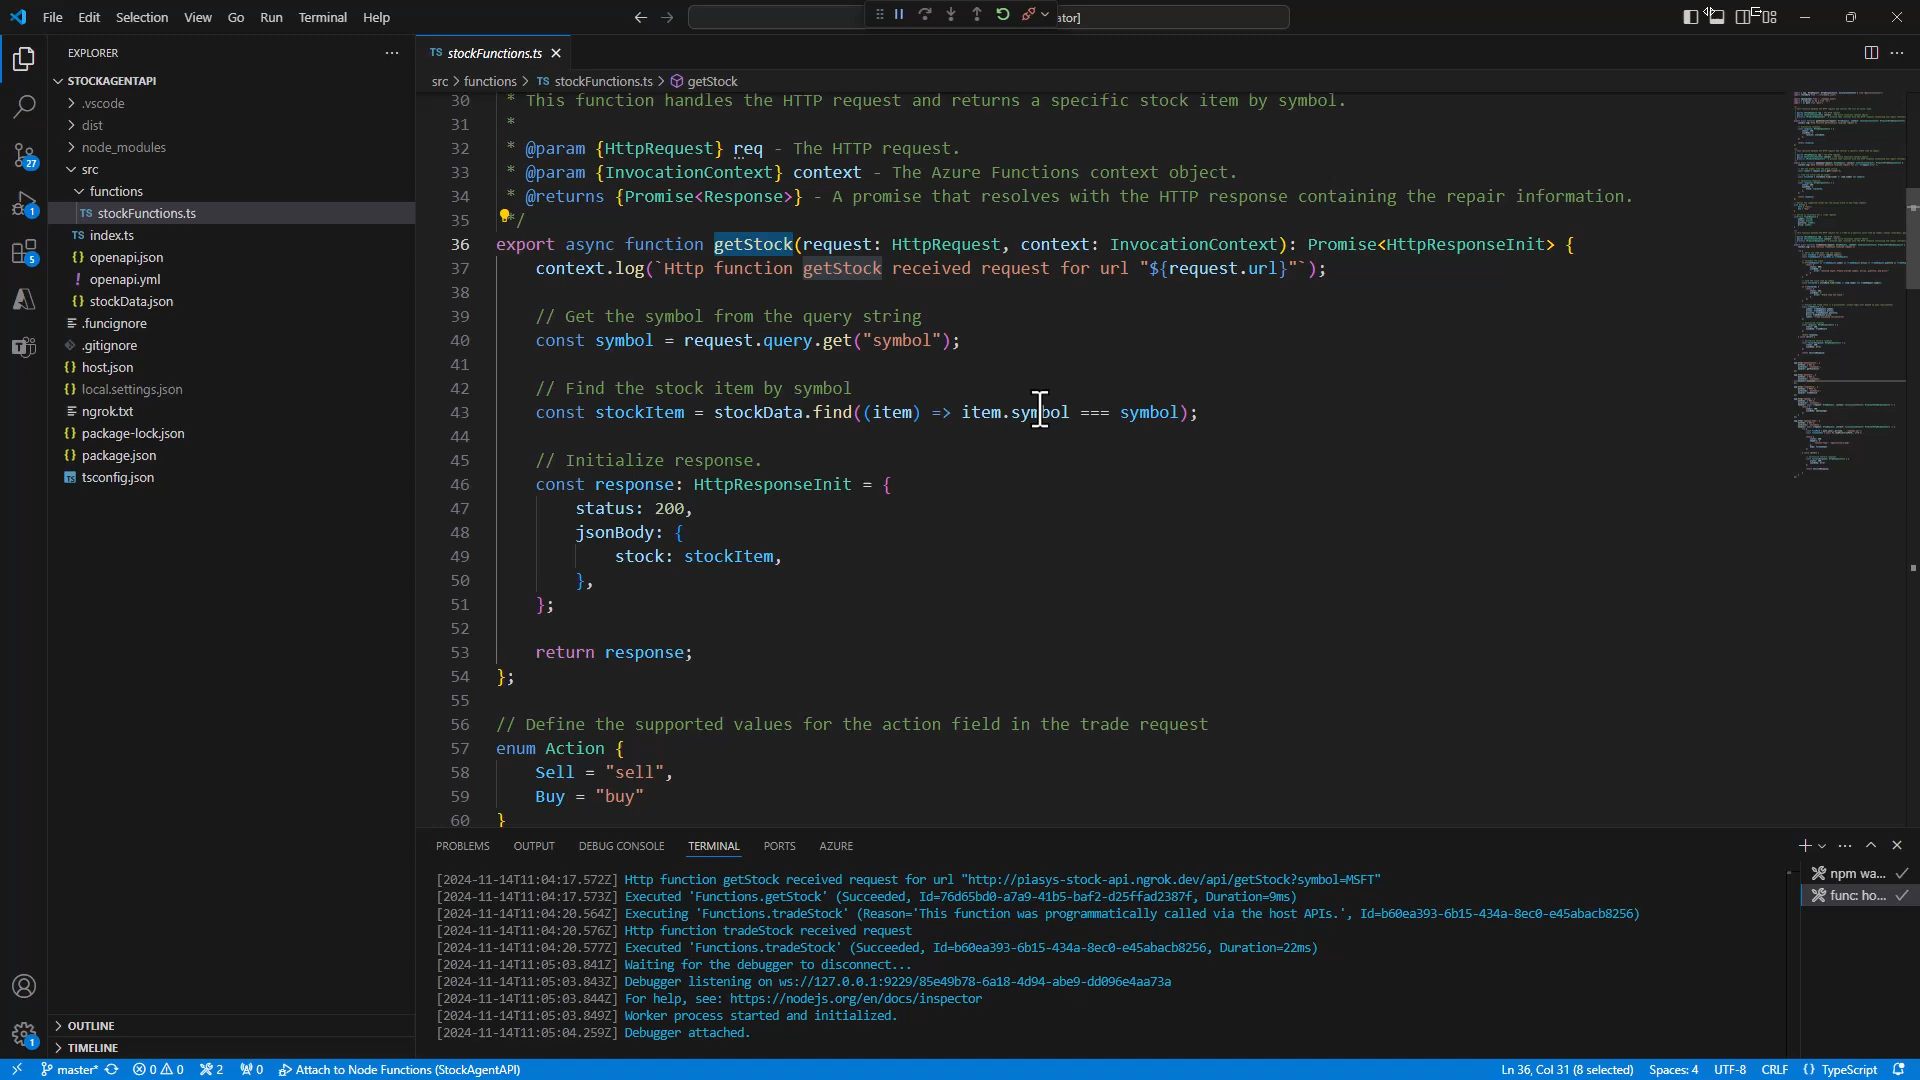 File Edit Selection View Go Run Terminal Help
ator]
EXPLORER
STOCKAGENTAPI
.vscode
dist
node_modules
src
functions
TS stockFunctions.ts
TS index.ts
{} openapi.json
! openapi.yml
{} stockData.json
.funcignore
.gitignore
{} host.json
{} local.settings.json
ngrok.txt
{} package-lock.json
{} package.json
tsconfig.json
OUTLINE
TIMELINE
27
1
5
1
TS stockFunctions.ts
src > functions > TS stockFunctions.ts > getStock
30 * This function handles the HTTP request and returns a specific stock item by symbol.
31 *
32 * @param {HttpRequest} req - The HTTP request.
33 * @param {InvocationContext} context - The Azure Functions context object.
34 * @returns {Promise<Response>} - A promise that resolves with the HTTP response containing the repair information.
35 */
36 export async function getStock(request: HttpRequest, context: InvocationContext): Promise<HttpResponseInit> {
37 context.log(`Http function getStock received request for url "${request.url}"`);
38
39 // Get the symbol from the query string
40 const symbol = request.query.get("symbol");
41
42 // Find the stock item by symbol
43 const stockItem = stockData.find((item) => item.symbol === symbol);
44
45 // Initialize response.
46 const response: HttpResponseInit = {
47 status: 200,
48 jsonBody: {
49 stock: stockItem,
50 },
51 };
52
53 return response;
54 };
55
56 // Define the supported values for the action field in the trade request
57 enum Action {
58 Sell = "sell",
59 Buy = "buy"
60 }
PROBLEMS OUTPUT DEBUG CONSOLE TERMINAL PORTS AZURE
[2024-11-14T11:04:17.572Z] Http function getStock received request for url "http://piasys-stock-api.ngrok.dev/api/getStock?symbol=MSFT"
[2024-11-14T11:04:17.573Z] Executed 'Functions.getStock' (Succeeded, Id=76d65bd0-a7a9-41b5-baf2-d25ffad2387f, Duration=9ms)
[2024-11-14T11:04:20.564Z] Executing 'Functions.tradeStock' (Reason='This function was programmatically called via the host APIs.', Id=b60ea393-6b15-434a-8ec0-e45abacb8256)
[2024-11-14T11:04:20.576Z] Http function tradeStock received request
[2024-11-14T11:04:20.577Z] Executed 'Functions.tradeStock' (Succeeded, Id=b60ea393-6b15-434a-8ec0-e45abacb8256, Duration=22ms)
[2024-11-14T11:05:03.841Z] Waiting for the debugger to disconnect...
[2024-11-14T11:05:03.843Z] Debugger listening on ws://127.0.0.1:9229/85e49b78-6a18-4d94-abe9-dd096e4aa73a
[2024-11-14T11:05:03.844Z] For help, see: https://nodejs.org/en/docs/inspector
[2024-11-14T11:05:03.849Z] Worker process started and initialized.
[2024-11-14T11:05:04.259Z] Debugger attached.
npm wa...
func: ho...
master* 0 0 2 0 Attach to Node Functions (StockAgentAPI)
Ln 36, Col 31 (8 selected) Spaces: 4 UTF-8 CRLF {} TypeScript